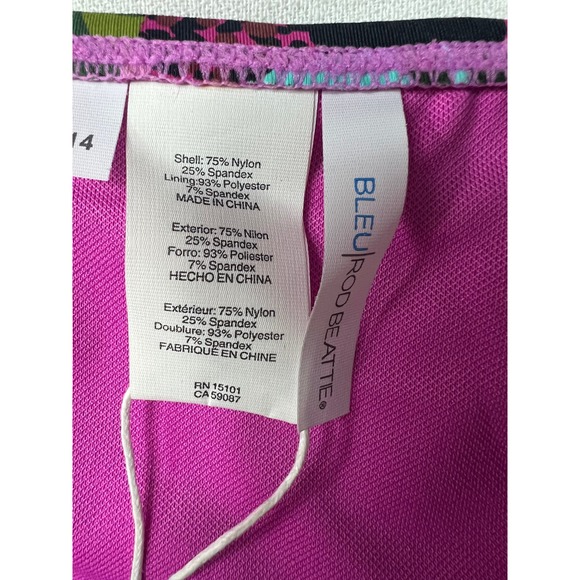 14
Shell: 75% Nylon
25% Spandex
Lining:93% Polyester
7% Spandex
MADE IN CHINA
Exterior: 75% Nilon
25% Spandex
Forro: 93% Poliester
7% Spandex
HECHO EN CHINA
Extérieur: 75% Nylon
25% Spandex
Doublure: 93% Polyester
7% Spandex
FABRIQUÉ EN CHINE
RN 15101
CA 59087
BLEU|ROD BEATTIE®